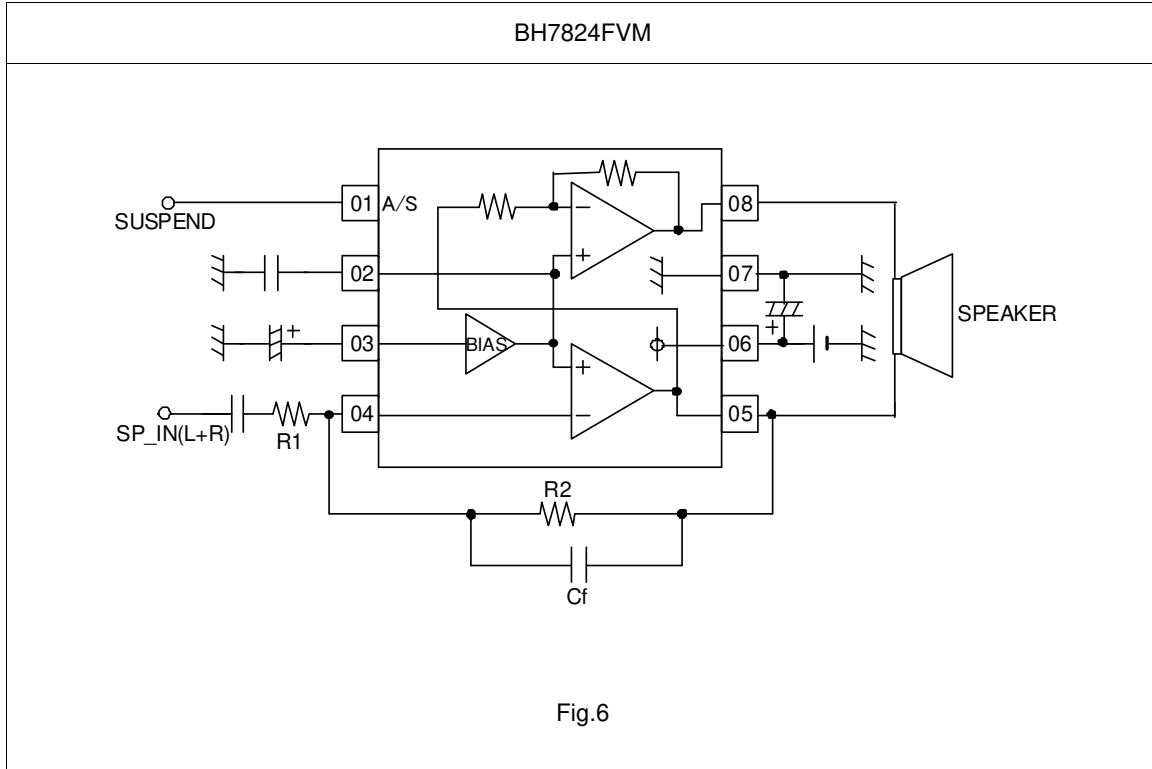 BH7824FVM
SUSPEND
01
A/S
08
02
07
+
03
BIAS
06
SPEAKER
SP_IN(L+R)
R1
04
05
R2
Cf
Fig.6